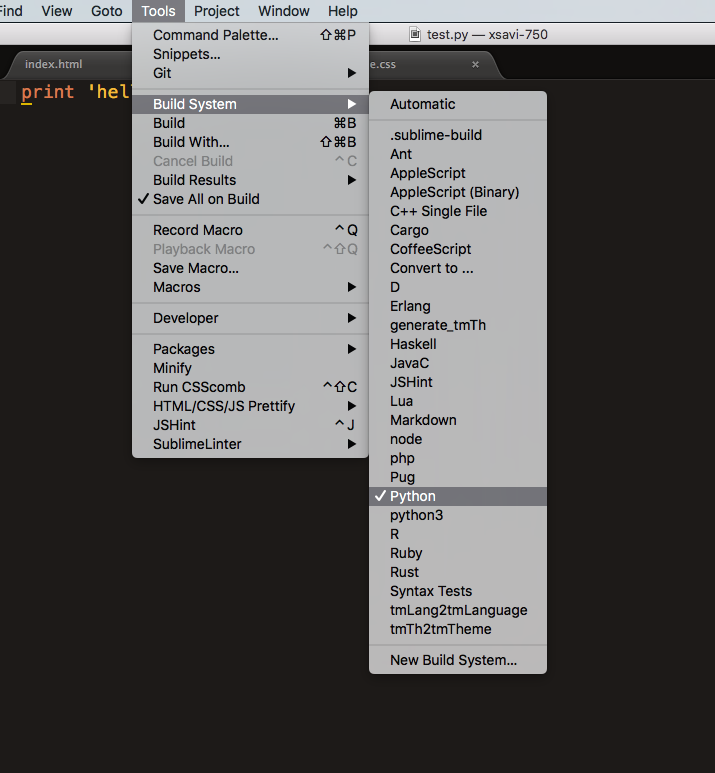 Tools Project Window Help
View Goto
test.py — xsavi-750
index.html
print 'hel
Command Palette... ⇧⌘P
Snippets...
Git
Build System
Build ⌘B
Build With... ⇧⌘B
Cancel Build ^C
Build Results
Save All on Build
Record Macro ^Q
Playback Macro ^⇧Q
Save Macro...
Macros
Developer
Packages
Minify
Run CSScomb ^⇧C
HTML/CSS/JS Prettify
JSHint ^J
SublimeLinter
Automatic
.sublime-build
Ant
AppleScript
AppleScript (Binary)
C++ Single File
Cargo
CoffeeScript
Convert to ...
D
Erlang
generate_tmTh
Haskell
JavaC
JSHint
Lua
Markdown
node
php
Pug
Python
python3
R
Ruby
Rust
Syntax Tests
tmLang2tmLanguage
tmTh2tmTheme
New Build System...